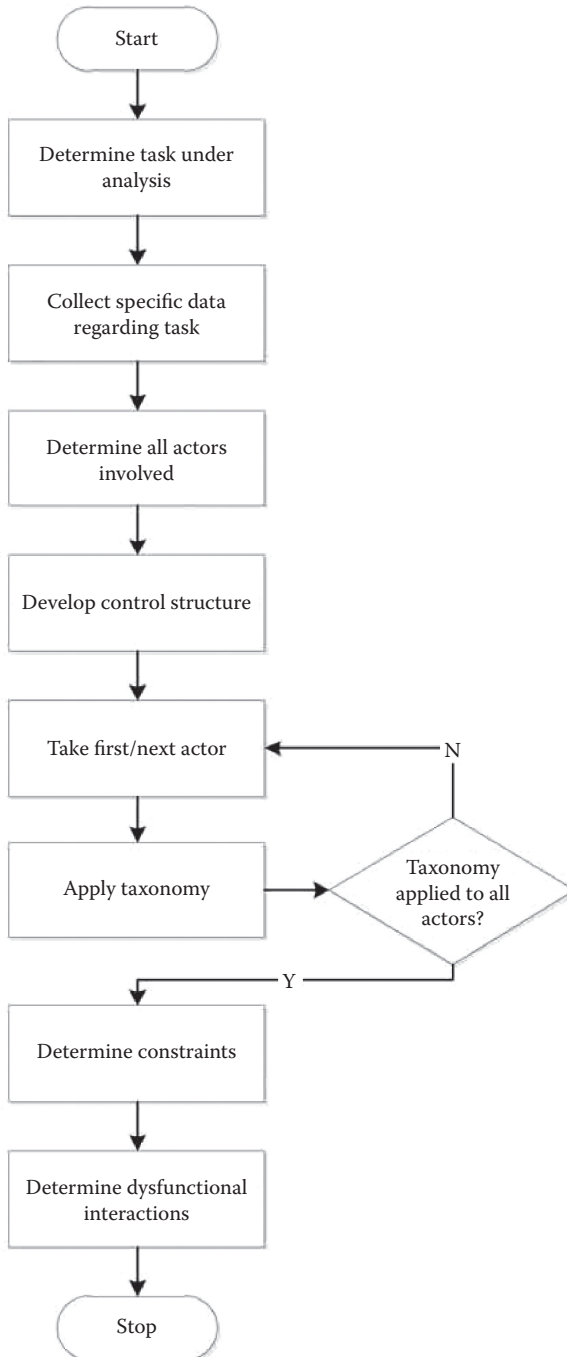 Start
Determine task under
analysis
Collect specific data
regarding task
Determine all actors
involved
Develop control structure
Take first/next actor
N
Apply taxonomy
Taxonomy
applied to all
actors?
Y
Determine constraints
Determine dysfunctional
interactions
Stop